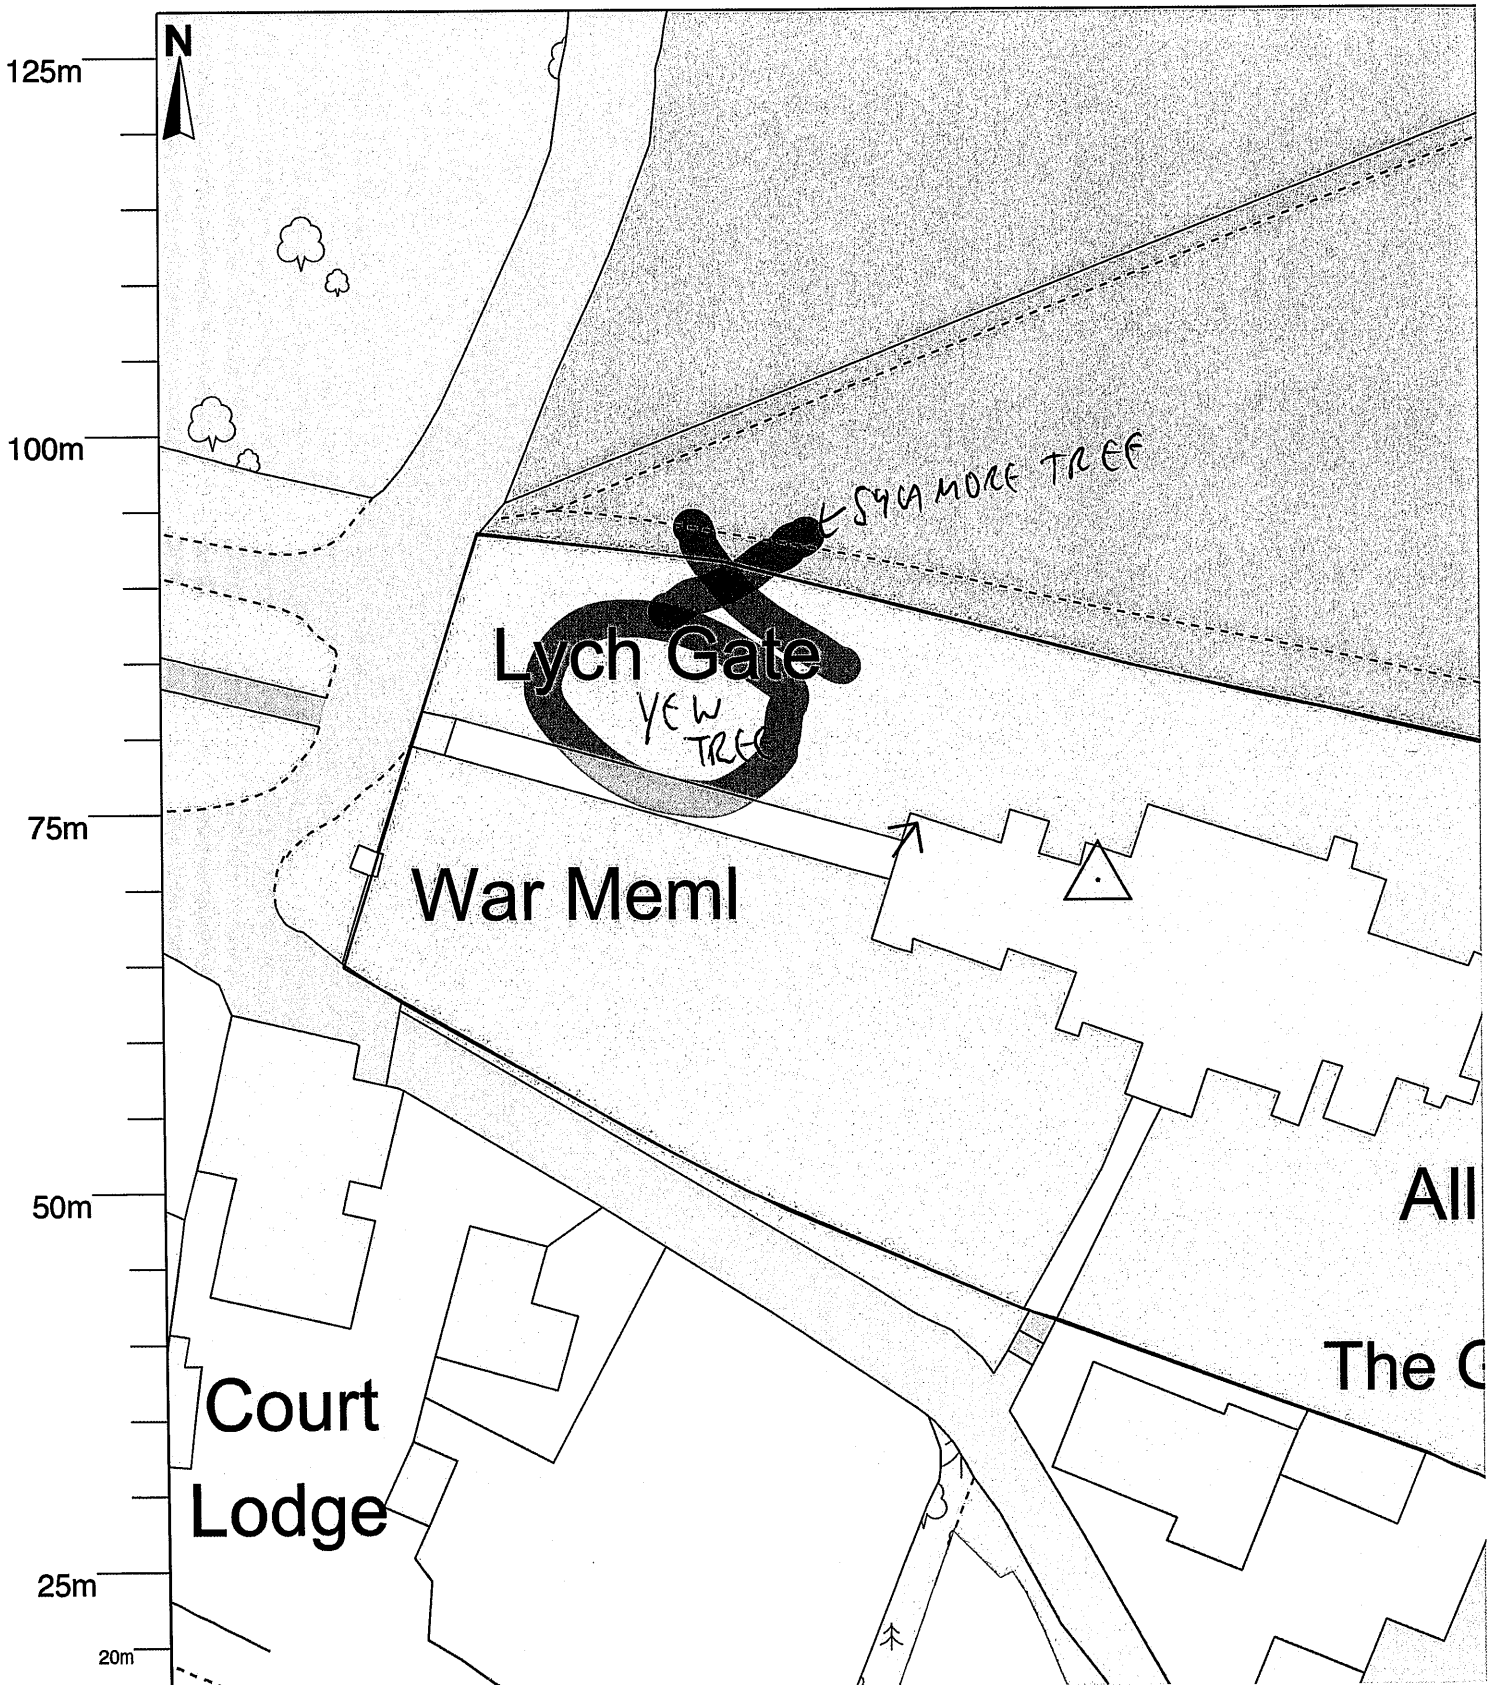 N
125m
100m
← SYCAMORE TREE
Lych Gate
YEW
TREE
75m
War Meml
50m
All
The G
Court
Lodge
25m
20m